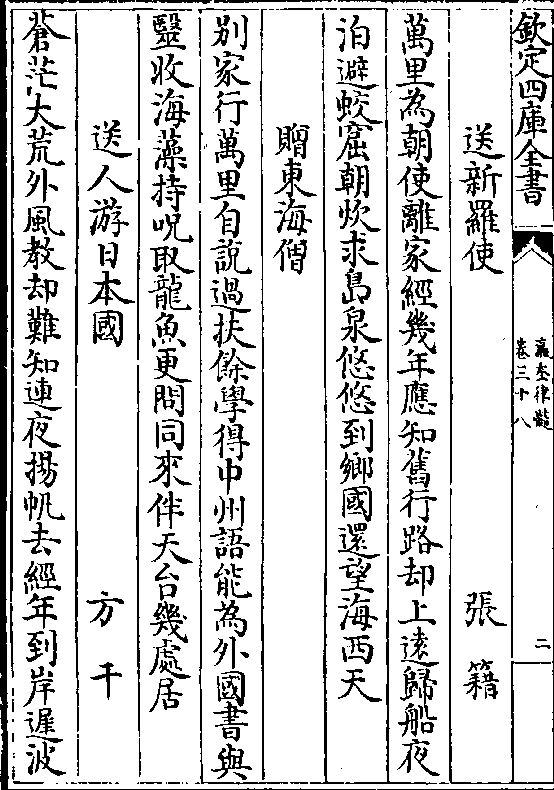 欽定四庫全書
瀛奎律髓
卷三十八
二
送新羅使　張籍
萬里為朝使離家經幾年應知舊行路却上遠歸船夜
泊避蛟窟朝炊求島泉悠悠到鄉國還望海西天
贈東海僧
別家行萬里自說過扶餘學得中州語能為外國書與
毉收海藻持呪取龍魚更問同來伴天台幾處居
送人游日本國　方干
蒼茫大荒外風教却難知連夜揚帆去經年到岸遲波